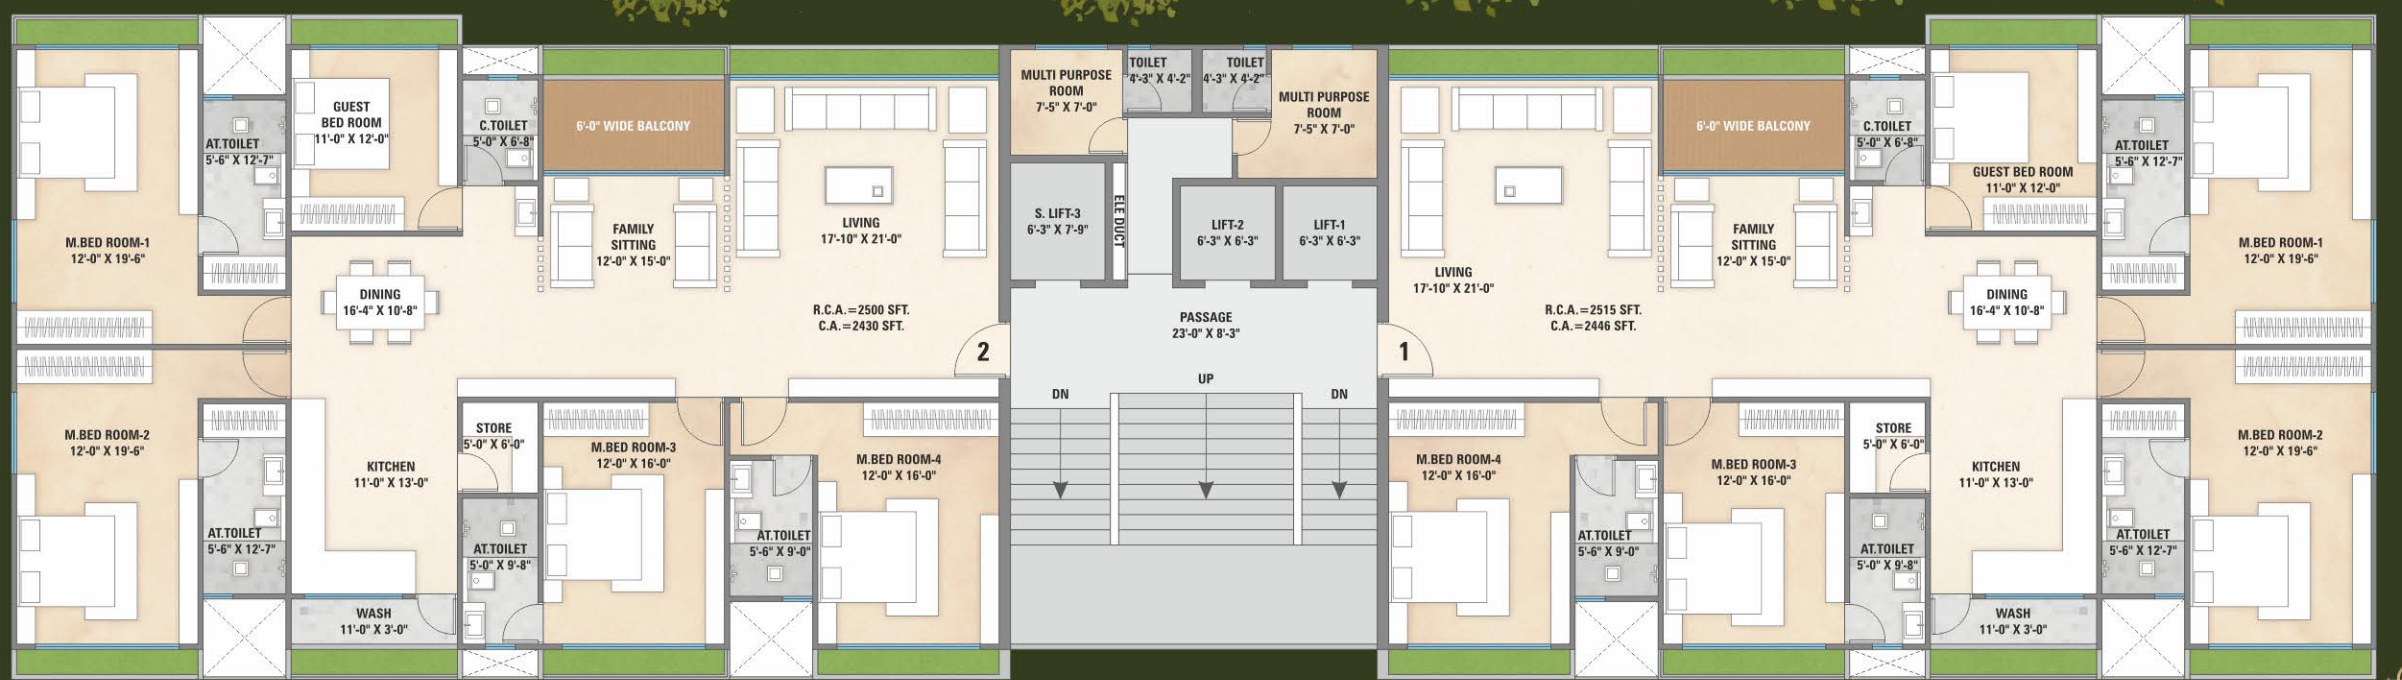 M.BED ROOM-1
12'-0" X 19'-6"
AT.TOILET
5'-6" X 12'-7"
GUEST
BED ROOM
11'-0" X 12'-0"
C.TOILET
5'-0" X 6'-8"
6'-0" WIDE BALCONY
FAMILY
SITTING
12'-0" X 15'-0"
LIVING
17'-10" X 21'-0"
DINING
16'-4" X 10'-8"
R.C.A.=2500 SFT.
C.A.=2430 SFT.
2
M.BED ROOM-2
12'-0" X 19'-6"
AT.TOILET
5'-6" X 12'-7"
KITCHEN
11'-0" X 13'-0"
WASH
11'-0" X 3'-0"
STORE
5'-0" X 6'-0"
AT.TOILET
5'-0" X 9'-8"
M.BED ROOM-3
12'-0" X 16'-0"
AT.TOILET
5'-6" X 9'-0"
M.BED ROOM-4
12'-0" X 16'-0"
MULTI PURPOSE
ROOM
7'-5" X 7'-0"
TOILET
4'-3" X 4'-2"
TOILET
4'-3" X 4'-2"
MULTI PURPOSE
ROOM
7'-5" X 7'-0"
S. LIFT-3
6'-3" X 7'-9"
ELE DUCT
LIFT-2
6'-3" X 6'-3"
LIFT-1
6'-3" X 6'-3"
PASSAGE
23'-0" X 8'-3"
DN
UP
DN
1
LIVING
17'-10" X 21'-0"
R.C.A.=2515 SFT.
C.A.=2446 SFT.
6'-0" WIDE BALCONY
FAMILY
SITTING
12'-0" X 15'-0"
C.TOILET
5'-0" X 6'-8"
GUEST BED ROOM
11'-0" X 12'-0"
AT.TOILET
5'-6" X 12'-7"
M.BED ROOM-1
12'-0" X 19'-6"
DINING
16'-4" X 10'-8"
M.BED ROOM-4
12'-0" X 16'-0"
AT.TOILET
5'-6" X 9'-0"
M.BED ROOM-3
12'-0" X 16'-0"
STORE
5'-0" X 6'-0"
AT.TOILET
5'-0" X 9'-8"
KITCHEN
11'-0" X 13'-0"
WASH
11'-0" X 3'-0"
AT.TOILET
5'-6" X 12'-7"
M.BED ROOM-2
12'-0" X 19'-6"